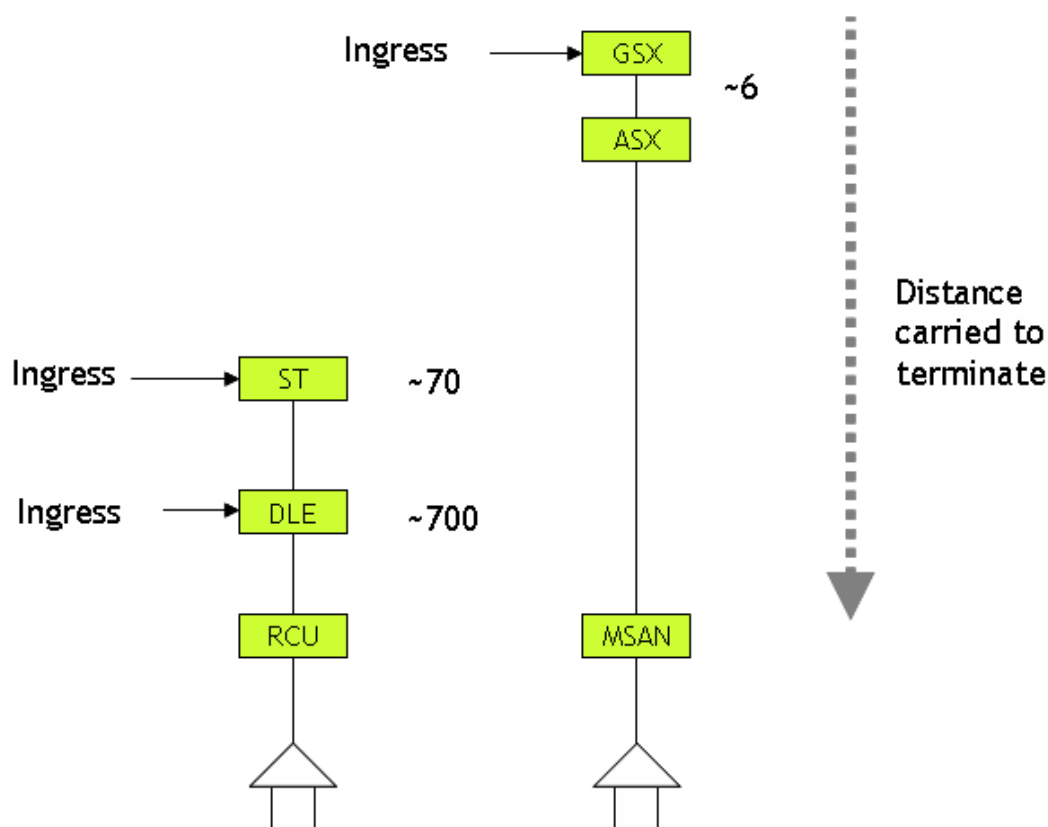 Ingress
GSX
~6
ASX
Distance
carried to
terminate
Ingress
ST
~70
Ingress
DLE
~700
RCU
MSAN